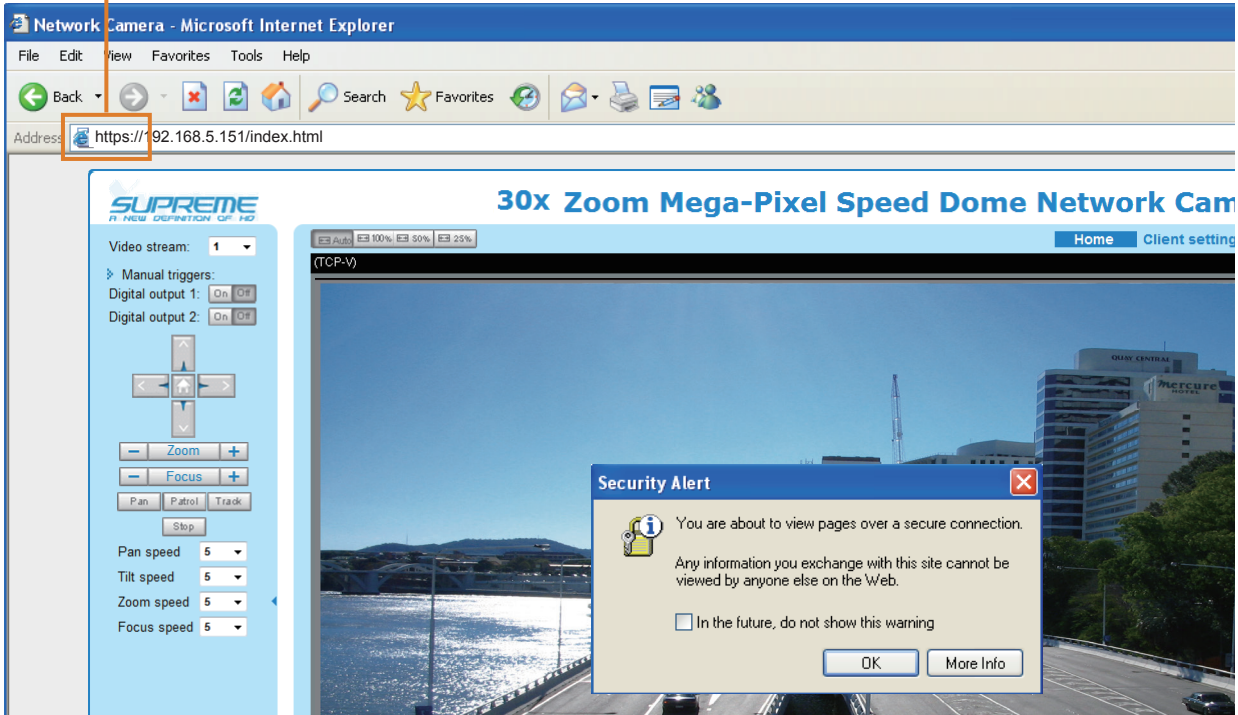 Network Camera - Microsoft Internet Explorer
File Edit View Favorites Tools Help
Back Search Favorites
Address https://192.168.5.151/index.html
SUPREME
A NEW DEFINITION OF HD
30x Zoom Mega-Pixel Speed Dome Network Cam
Video stream: 1
Auto 100% 50% 25%
Home Client setting
(TCP-V)
Manual triggers:
Digital output 1: On Off
Digital output 2: On Off
Zoom
Focus
Pan Patrol Track
Stop
Pan speed 5
Tilt speed 5
Zoom speed 5
Focus speed 5
QUAY CENTRAL
Mercure
HOTEL
Security Alert
You are about to view pages over a secure connection.
Any information you exchange with this site cannot be
viewed by anyone else on the Web.
In the future, do not show this warning
OK More Info